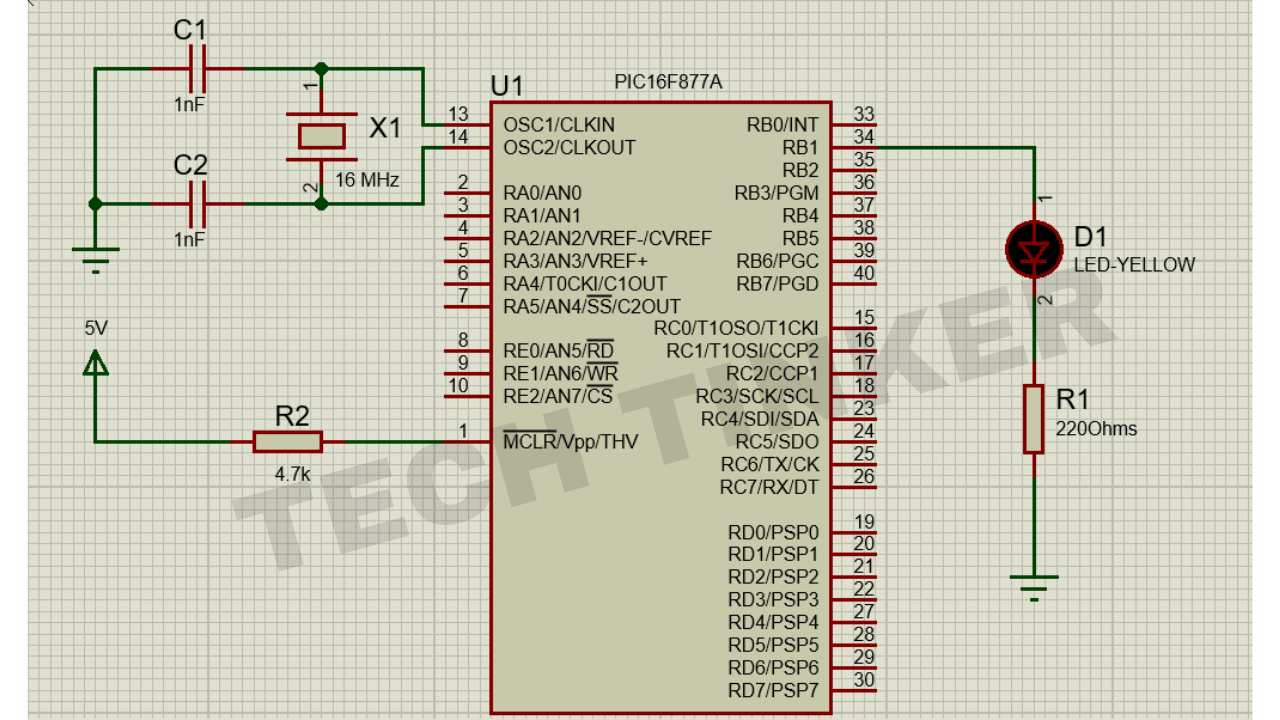 C1
1nF
1
X1
16 MHz
2
C2
1nF
5V
R2
4.7k
U1
PIC16F877A
13 OSC1/CLKIN
14 OSC2/CLKOUT
2 RA0/AN0
3 RA1/AN1
4 RA2/AN2/VREF-/CVREF
5 RA3/AN3/VREF+
6 RA4/T0CKI/C1OUT
7 RA5/AN4/SS/C2OUT
8 RE0/AN5/RD
9 RE1/AN6/WR
10 RE2/AN7/CS
1 MCLR/Vpp/THV
RB0/INT 33
RB1 34
RB2 35
RB3/PGM 36
RB4 37
RB5 38
RB6/PGC 39
RB7/PGD 40
RC0/T1OSO/T1CKI 15
RC1/T1OSI/CCP2 16
RC2/CCP1 17
RC3/SCK/SCL 18
RC4/SDI/SDA 23
RC5/SDO 24
RC6/TX/CK 25
RC7/RX/DT 26
RD0/PSP0 19
RD1/PSP1 20
RD2/PSP2 21
RD3/PSP3 22
RD4/PSP4 27
RD5/PSP5 28
RD6/PSP6 29
RD7/PSP7 30
1
D1
LED-YELLOW
2
R1
220Ohms
TECH TINKER